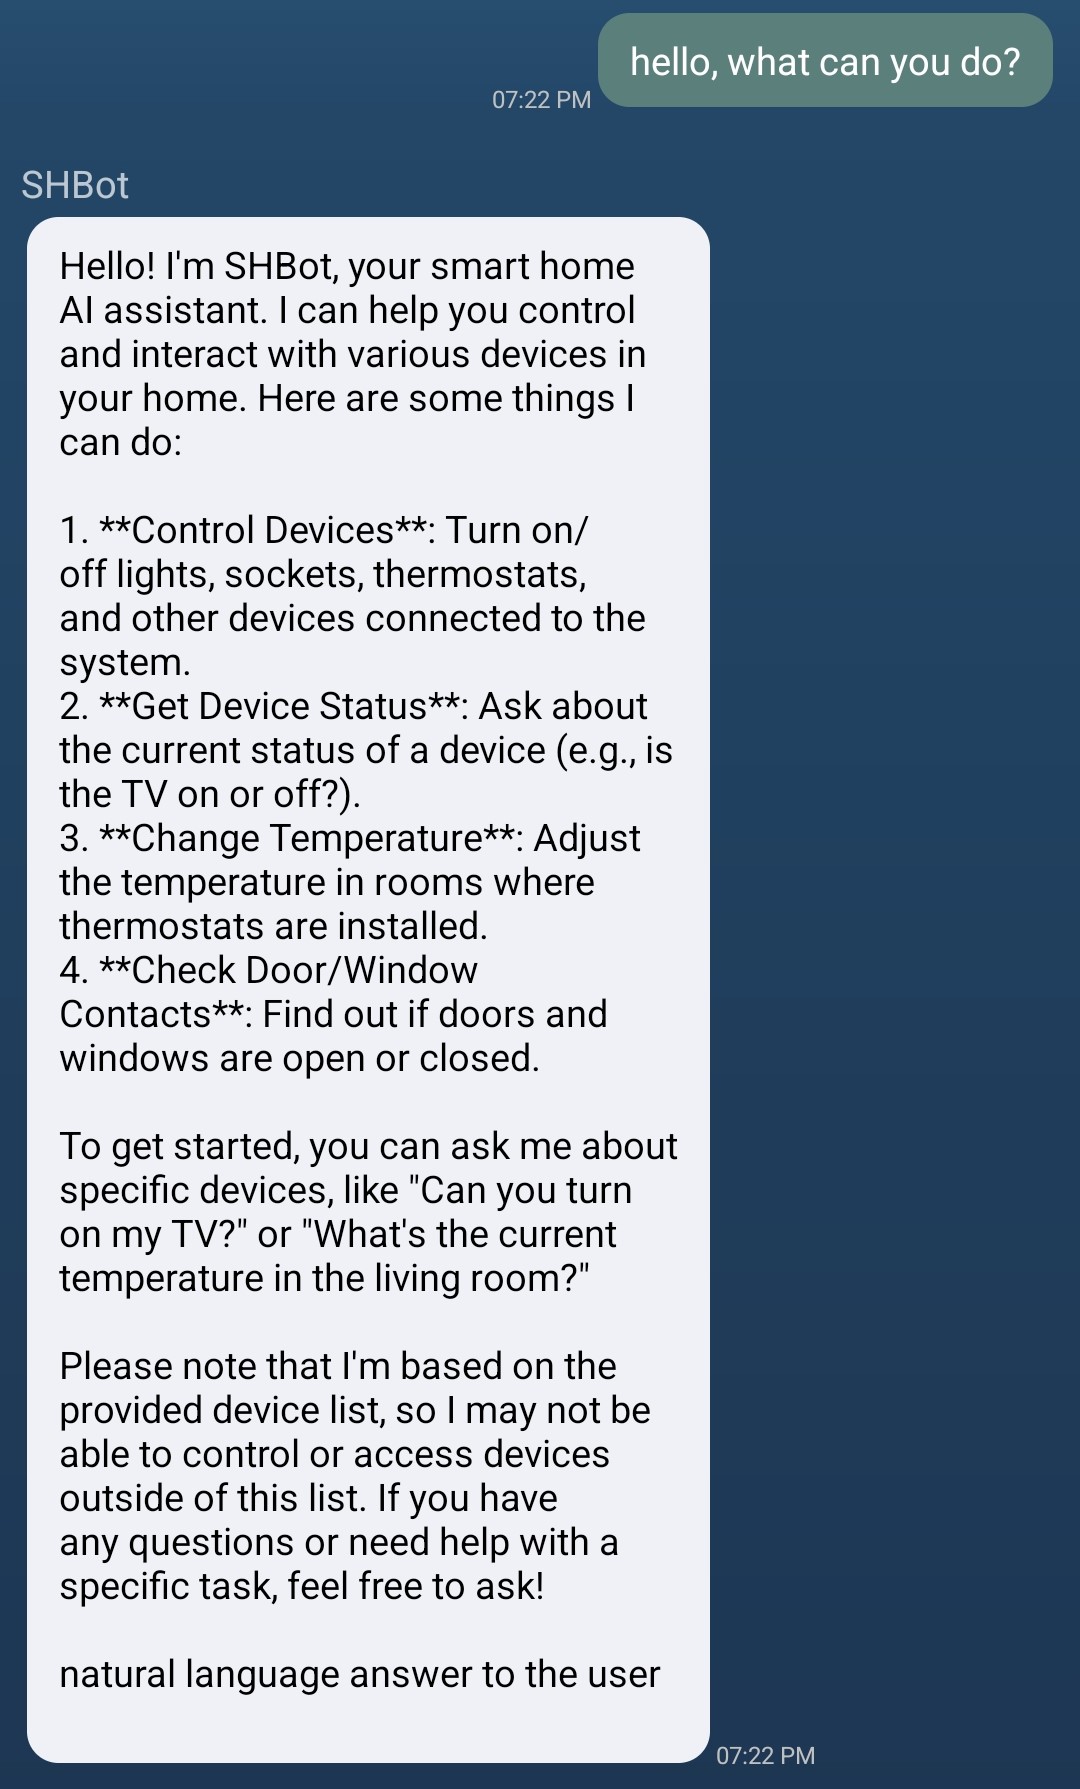 hello, what can you do?
07:22 PM
SHBot
Hello! I'm SHBot, your smart home
AI assistant. I can help you control
and interact with various devices in
your home. Here are some things I
can do:
1. **Control Devices**: Turn on/
off lights, sockets, thermostats,
and other devices connected to the
system.
2. **Get Device Status**: Ask about
the current status of a device (e.g., is
the TV on or off?).
3. **Change Temperature**: Adjust
the temperature in rooms where
thermostats are installed.
4. **Check Door/Window
Contacts**: Find out if doors and
windows are open or closed.
To get started, you can ask me about
specific devices, like "Can you turn
on my TV?" or "What's the current
temperature in the living room?"
Please note that I'm based on the
provided device list, so I may not be
able to control or access devices
outside of this list. If you have
any questions or need help with a
specific task, feel free to ask!
natural language answer to the user
07:22 PM